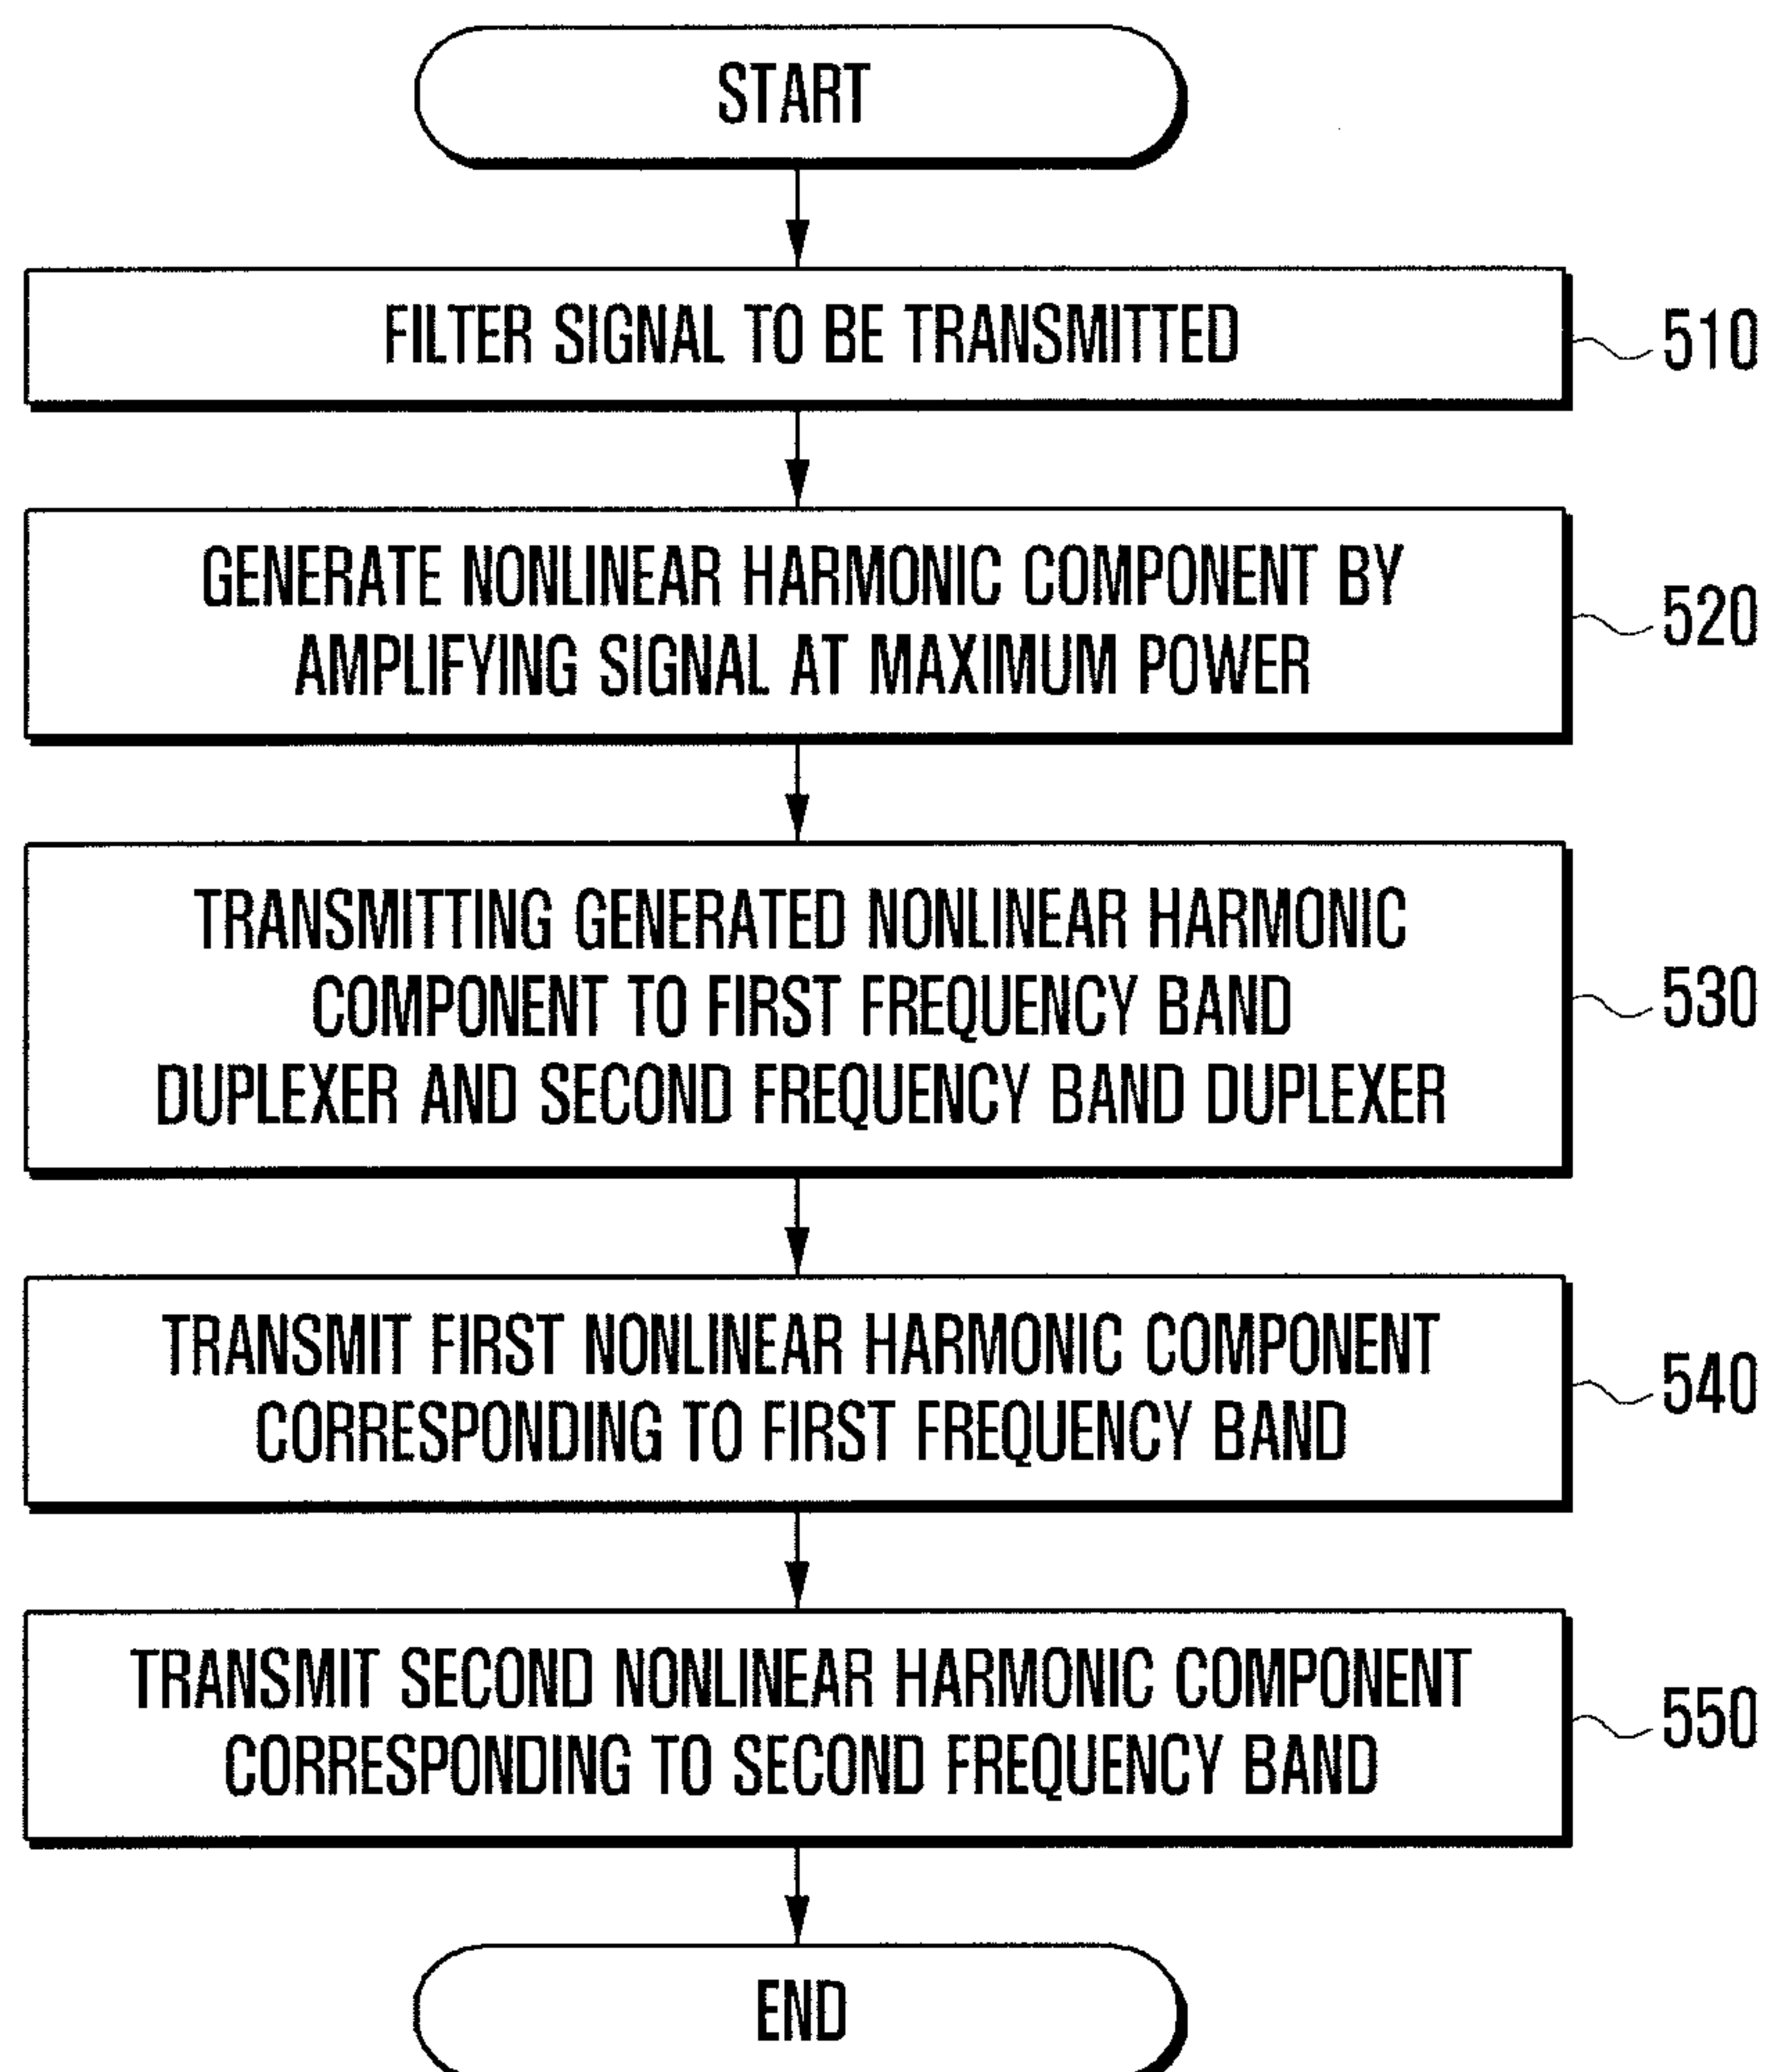 START
FILTER SIGNAL TO BE TRANSMITTED
510
GENERATE NONLINEAR HARMONIC COMPONENT BY
AMPLIFYING SIGNAL AT MAXIMUM POWER
520
TRANSMITTING GENERATED NONLINEAR HARMONIC
COMPONENT TO FIRST FREQUENCY BAND
DUPLEXER AND SECOND FREQUENCY BAND DUPLEXER
530
TRANSMIT FIRST NONLINEAR HARMONIC COMPONENT
CORRESPONDING TO FIRST FREQUENCY BAND
540
TRANSMIT SECOND NONLINEAR HARMONIC COMPONENT
CORRESPONDING TO SECOND FREQUENCY BAND
550
END